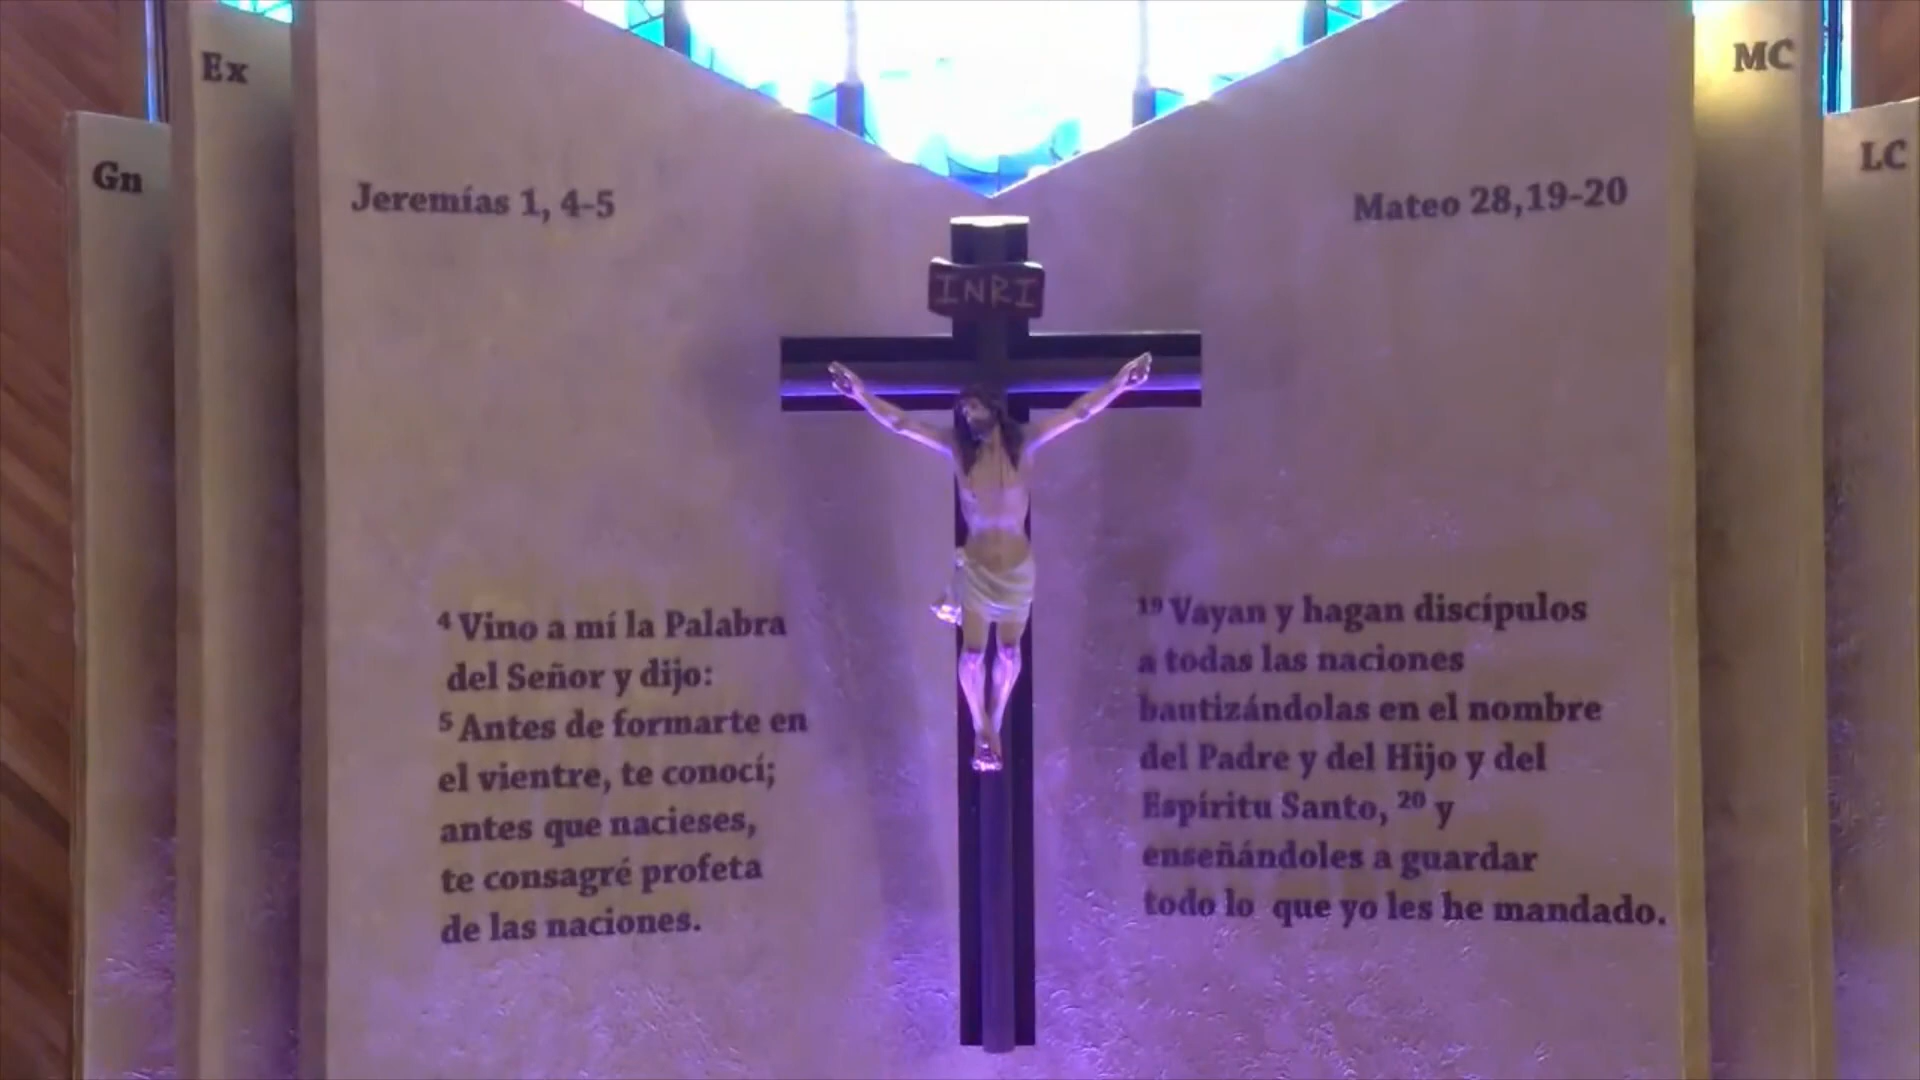 Gn
Ex
Jeremías 1, 4-5
⁴ Vino a mí la Palabra
del Señor y dijo:
⁵ Antes de formarte en
el vientre, te conocí;
antes que nacieses,
te consagré profeta
de las naciones.
INRI
Mateo 28,19-20
¹⁹ Vayan y hagan discípulos
a todas las naciones
bautizándolas en el nombre
del Padre y del Hijo y del
Espíritu Santo, ²⁰ y
enseñándoles a guardar
todo lo que yo les he mandado.
MC
LC